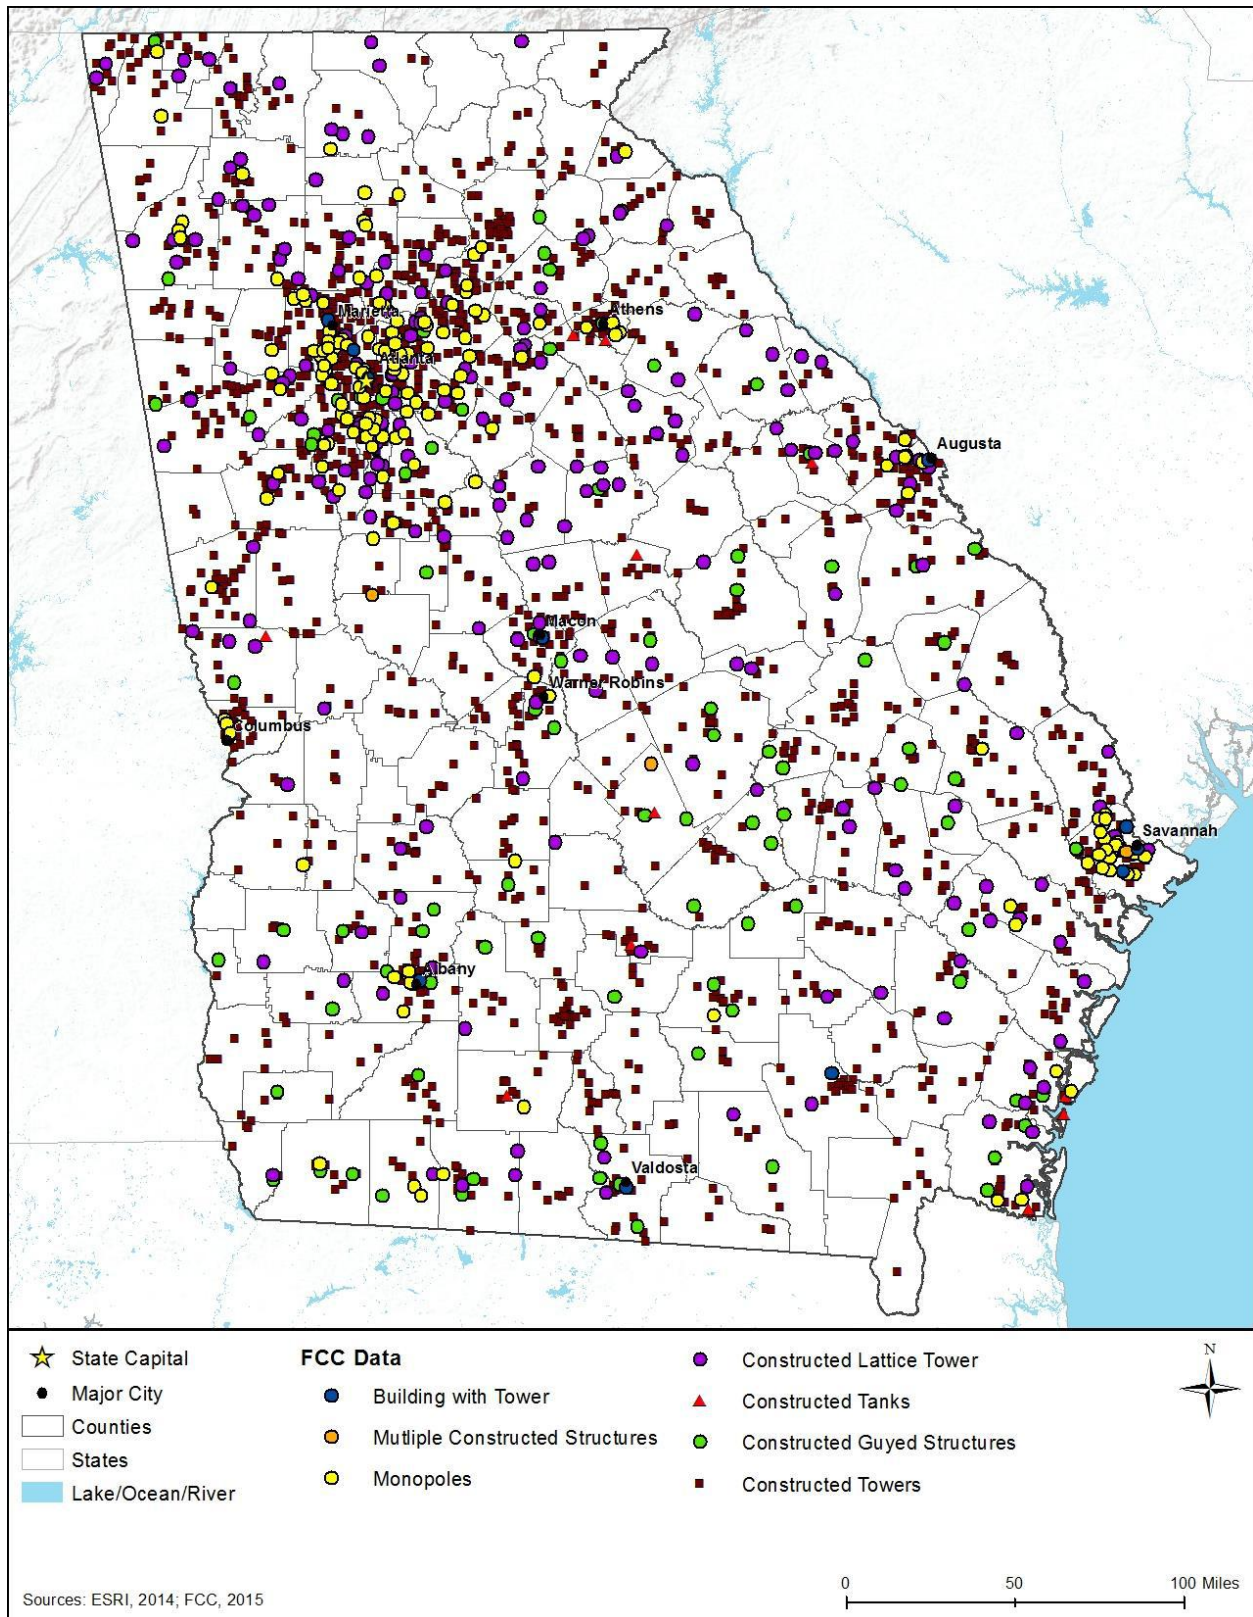 Marietta
Athens
Atlanta
Augusta
Macon
Warner Robins
Columbus
Savannah
Albany
Valdosta
State Capital
Major City
Counties
States
Lake/Ocean/River
FCC Data
Building with Tower
Mutliple Constructed Structures
Monopoles
Constructed Lattice Tower
Constructed Tanks
Constructed Guyed Structures
Constructed Towers
N
Sources: ESRI, 2014; FCC, 2015
0 50 100 Miles